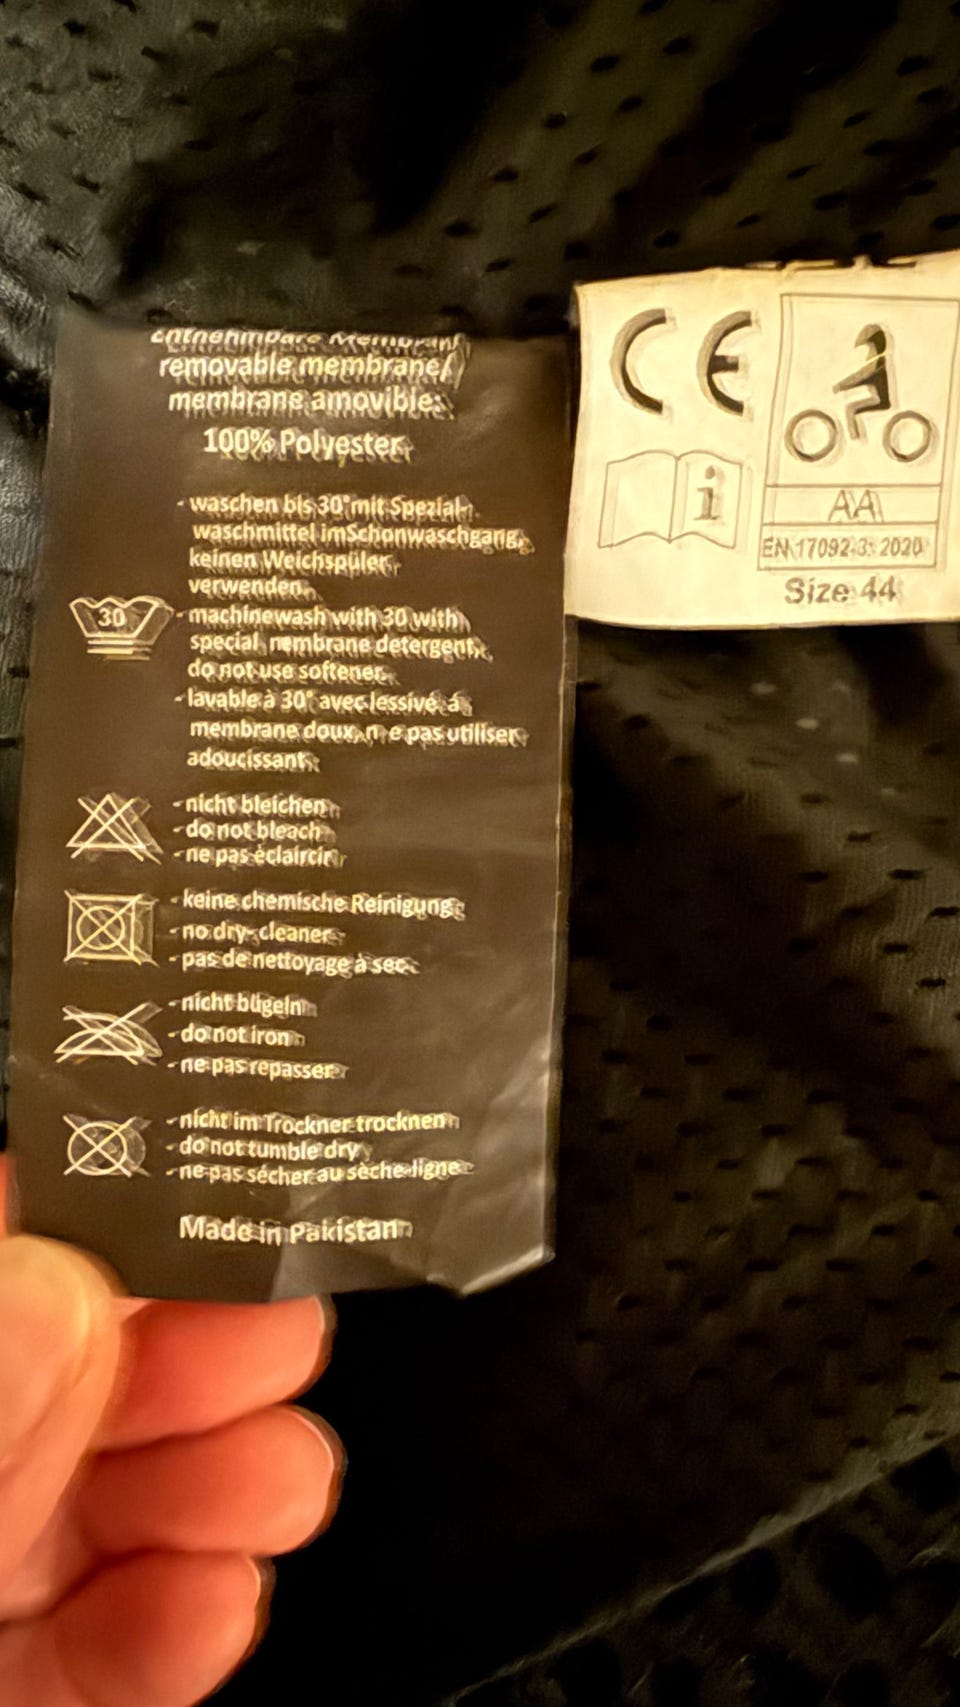 entnehmbare Membran/
removable membrane/
membrane amovible:
100% Polyester
- waschen bis 30° mit Spezial-
waschmittel imSchonwaschgang,
keinen Weichspüler
verwenden.
30
- machinewash with 30 with
special nembrane detergent,
do not use softener.
- lavable à 30° avec lessive á
membrane doux, n e pas utiliser
adoucissant
- nicht bleichen
- do not bleach
- ne pas èclaircir
- keine chemische Reinigung
- no dry-cleaner
- pas de nettoyage à sec
- nicht bügeln
- do not iron
- ne pas repasser
- nicht im Trockner trocknen
- do not tumble dry
- ne pas sécher au sèche-ligne
Made in Pakistan
CE
i
AA
EN 17092-3: 2020
Size 44